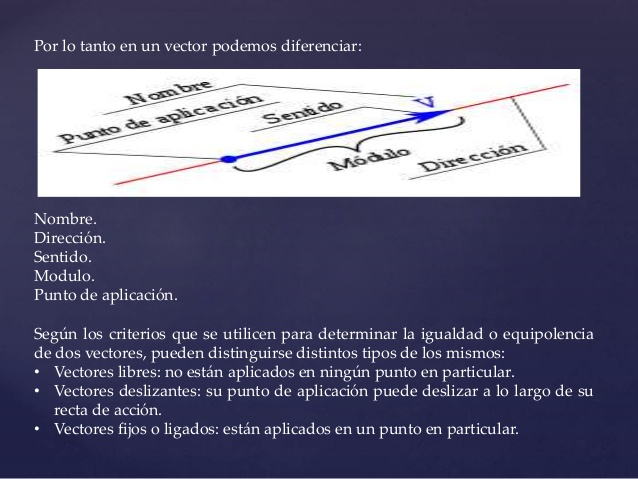 Por lo tanto en un vector podemos diferenciar:
Nombre
Punto de aplicación
Sentido
V
Módulo
Dirección
Nombre.
Dirección.
Sentido.
Modulo.
Punto de aplicación.
Según los criterios que se utilicen para determinar la igualdad o equipolencia
de dos vectores, pueden distinguirse distintos tipos de los mismos:
• Vectores libres: no están aplicados en ningún punto en particular.
• Vectores deslizantes: su punto de aplicación puede deslizar a lo largo de su
recta de acción.
• Vectores fijos o ligados: están aplicados en un punto en particular.